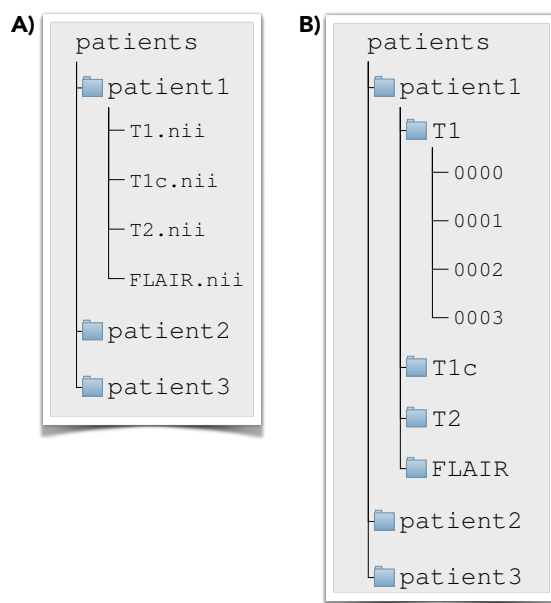 A)
patients
patient1
T1.nii
T1c.nii
T2.nii
FLAIR.nii
patient2
patient3
B)
patients
patient1
T1
0000
0001
0002
0003
T1c
T2
FLAIR
patient2
patient3